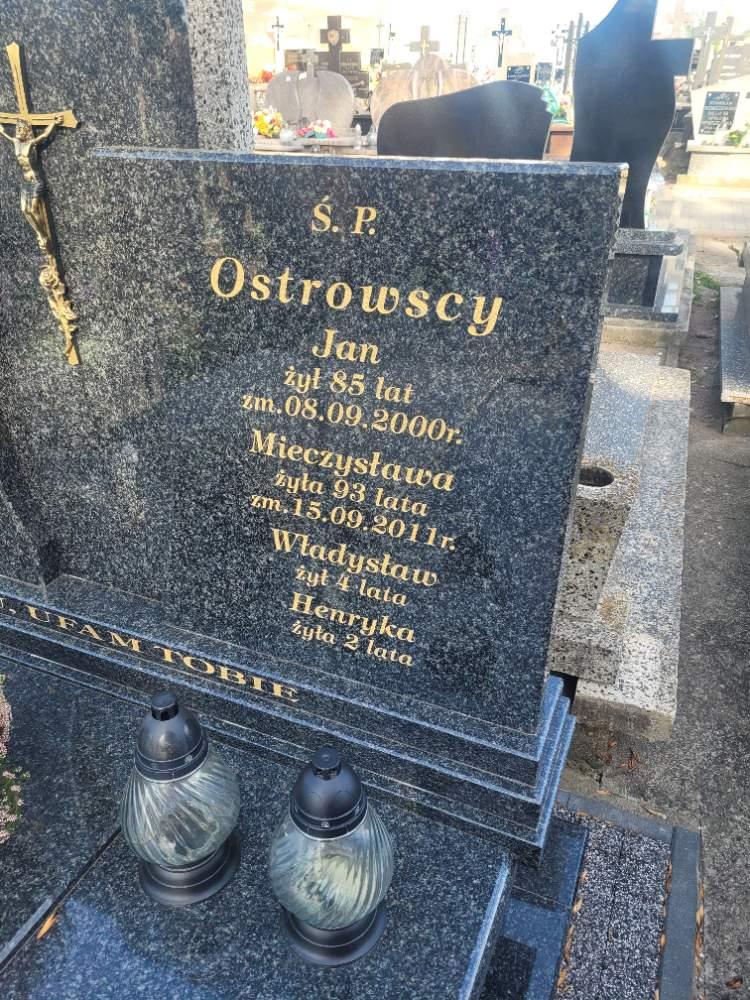 Ś. P.
Ostrowscy
Jan
żył 85 lat
zm.08.09.2000r.
Mieczysława
żyła 93 lata
zm.15.09.2011r.
Władysław
żył 4 lata
Henryka
żyła 2 lata
UFAM TOBIE